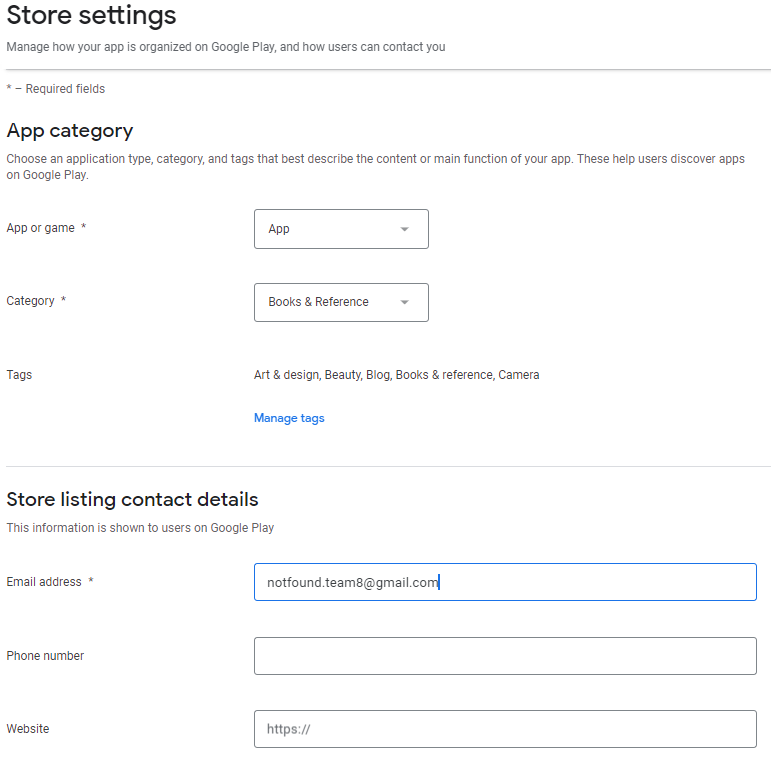 Store settings
Manage how your app is organized on Google Play, and how users can contact you
* – Required fields
App category
Choose an application type, category, and tags that best describe the content or main function of your app. These help users discover apps
on Google Play.
App or game *
App
Category *
Books & Reference
Tags
Art & design, Beauty, Blog, Books & reference, Camera
Manage tags
Store listing contact details
This information is shown to users on Google Play
Email address *
notfound.team8@gmail.com
Phone number
Website
https://